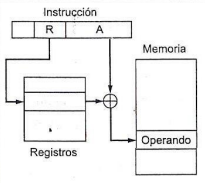 Instrucción
R A
Memoria
Operando
Registros